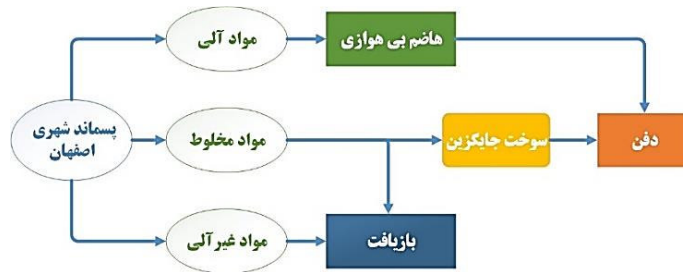 مواد آلی
هاضم بی هوازی
پسماند شهری
اصفهان
مواد مخلوط
سوخت جایگزین
دفن
مواد غیرآلی
بازیافت